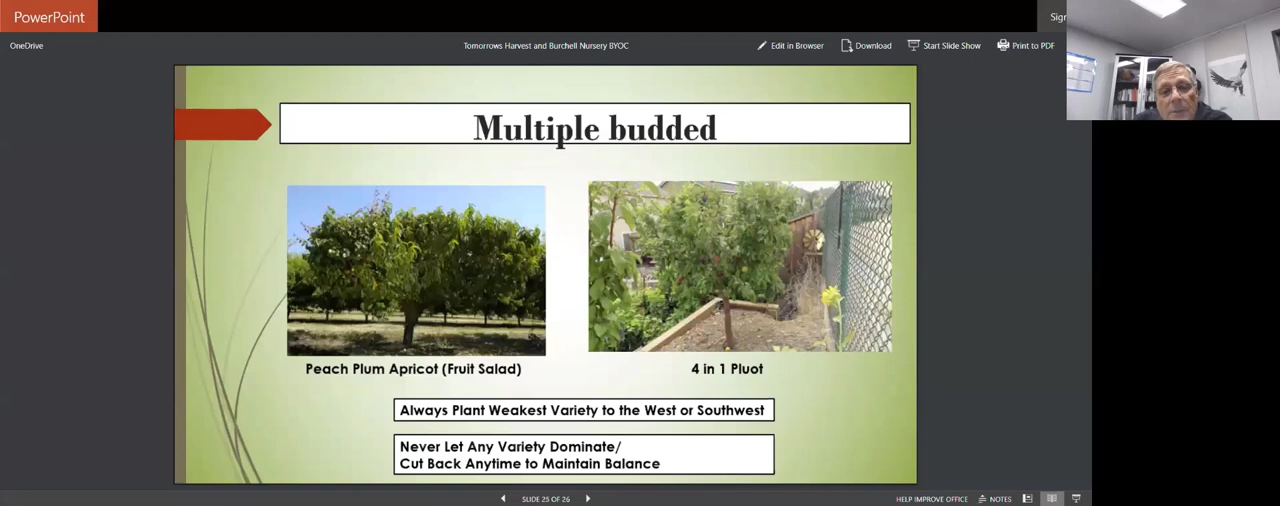 PowerPoint
Sign
OneDrive
Tomorrows Harvest and Burchell Nursery BYOC
Edit in Browser
Download
Start Slide Show
Print to PDF
Multiple budded
Peach Plum Apricot (Fruit Salad)
4 in 1 Pluot
Always Plant Weakest Variety to the West or Southwest
Never Let Any Variety Dominate/
Cut Back Anytime to Maintain Balance
SLIDE 25 OF 26
HELP IMPROVE OFFICE
NOTES